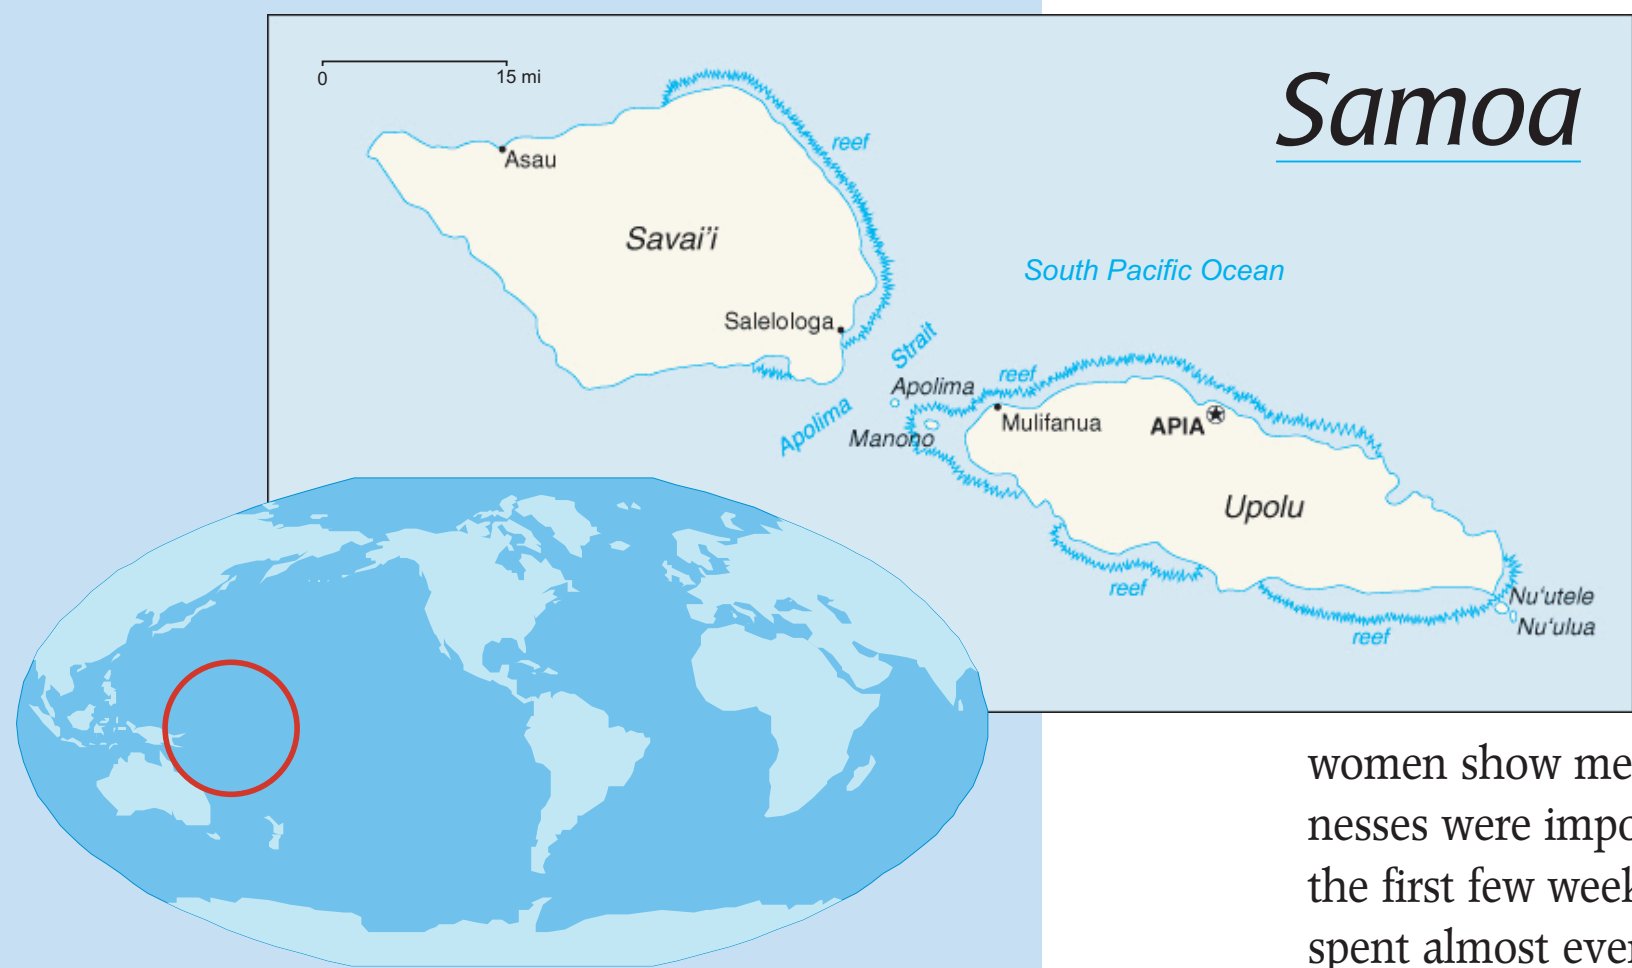 Samoa
0 15 mi
reef
Asau
Savai’i
South Pacific Ocean
Salelologa
Apolima Strait
Apolima
reef
Manono
Mulifanua
APIA
Upolu
reef
Nu‘utele
reef
Nu‘ulua
women show me
nesses were impo
the first few week
spent almost ever